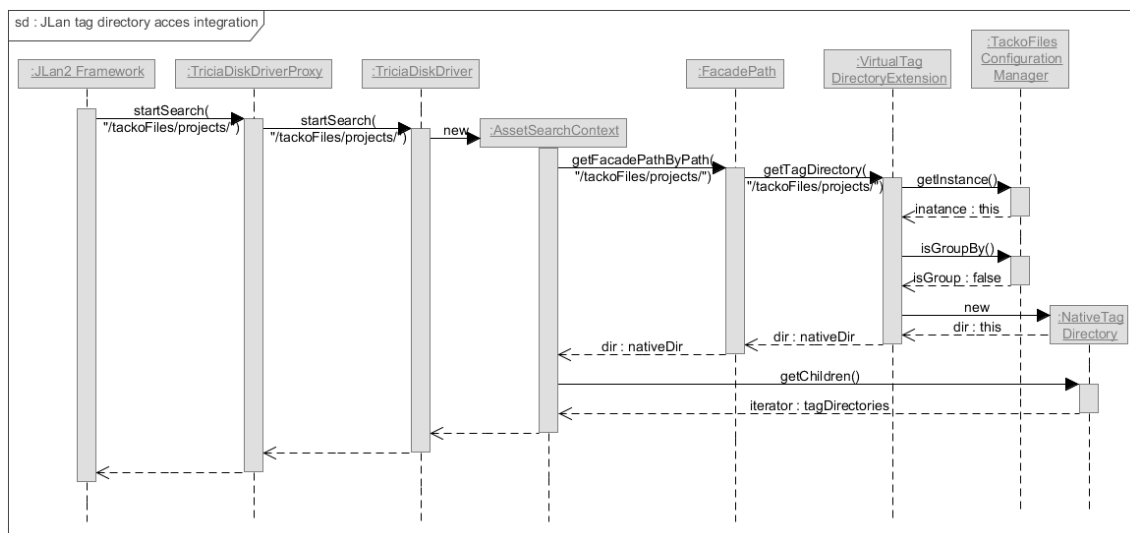 sd : JLan tag directory acces integration
:JLan2 Framework
:TriciaDiskDriverProxy
:TriciaDiskDriver
:FacadePath
:VirtualTag
DirectoryExtension
:TackoFiles
Configuration
Manager
startSearch(
"/tackoFiles/projects/")
startSearch(
"/tackoFiles/projects/")
new
:AssetSearchContext
getFacadePathByPath(
"/tackoFiles/projects/")
getTagDirectory(
"/tackoFiles/projects/")
getInstance()
inatance : this
isGroupBy()
isGroup : false
new
:NativeTag
Directory
dir : this
dir : nativeDir
dir : nativeDir
getChildren()
iterator : tagDirectories